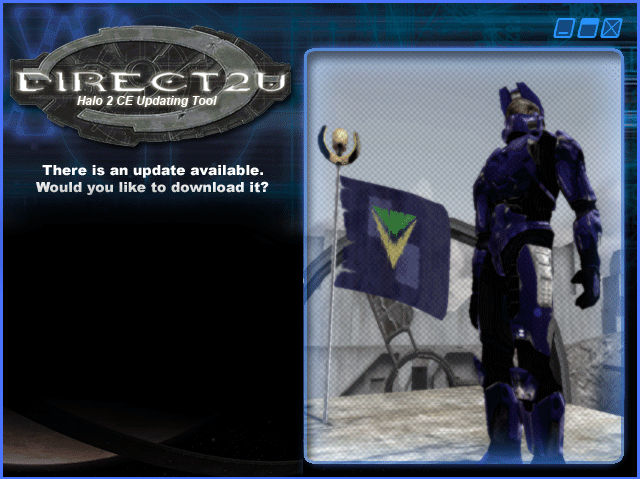 DIRECT2U
Halo 2 CE Updating Tool
There is an update available.
Would you like to download it?